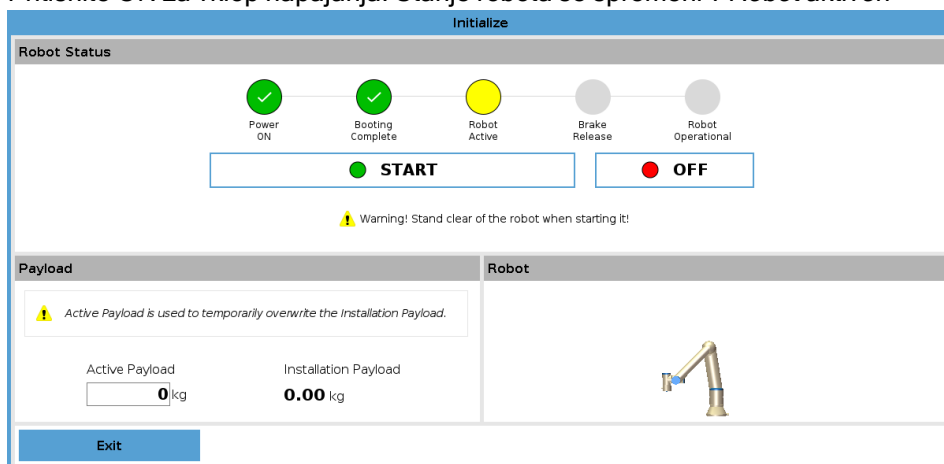 Initialize
Robot Status
Power ON
Booting Complete
Robot Active
Brake Release
Robot Operational
START
OFF
Warning! Stand clear of the robot when starting it!
Payload
Robot
Active Payload is used to temporarily overwrite the Installation Payload.
Active Payload
Installation Payload
0 kg
0.00 kg
Exit